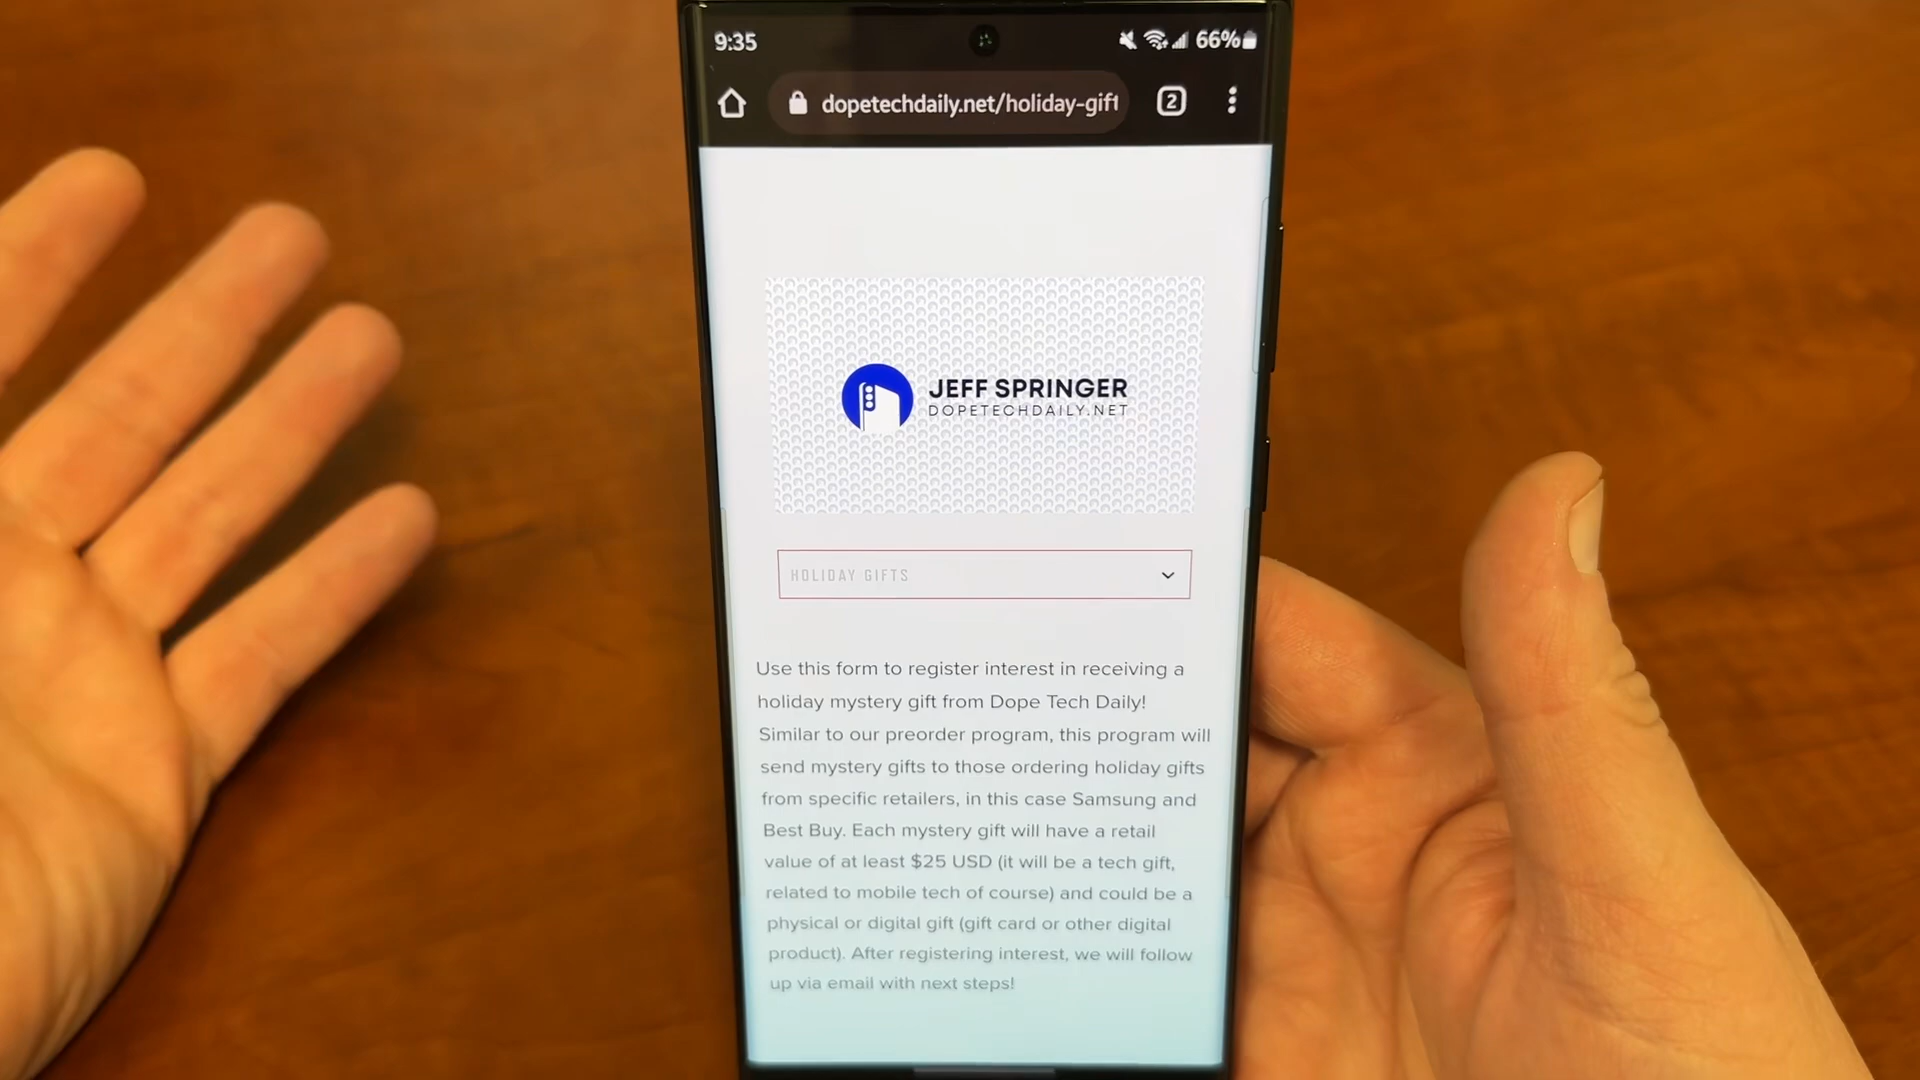 9:35
66%
dopetechdaily.net/holiday-gift
2
JEFF SPRINGER
DOPETECHDAILY.NET
HOLIDAY GIFTS
Use this form to register interest in receiving a
holiday mystery gift from Dope Tech Daily!
Similar to our preorder program, this program will
send mystery gifts to those ordering holiday gifts
from specific retailers, in this case Samsung and
Best Buy. Each mystery gift will have a retail
value of at least $25 USD (it will be a tech gift,
related to mobile tech of course) and could be a
physical or digital gift (gift card or other digital
product). After registering interest, we will follow
up via email with next steps!